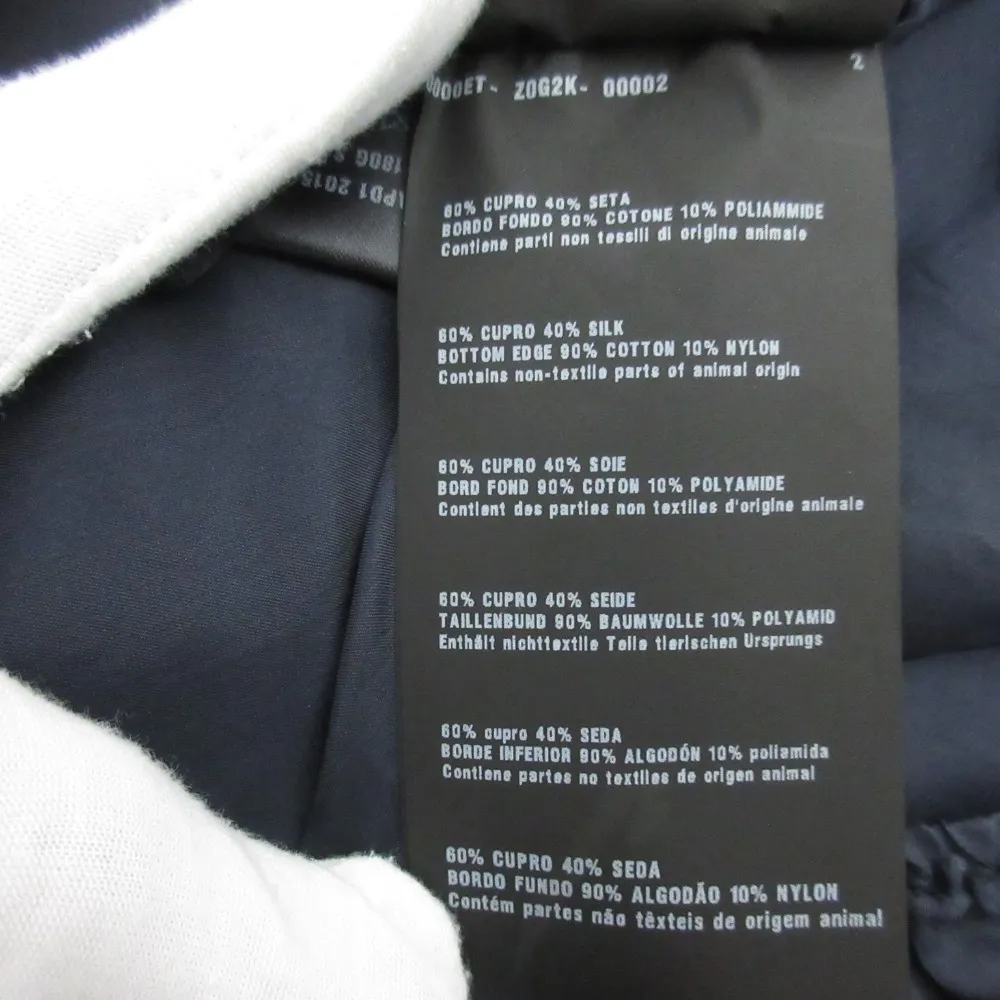 2
0000ET- Z0G2K- 00002
180G
2015
60% CUPRO 40% SETA
BORDO FONDO 90% COTONE 10% POLIAMMIDE
Contiene parti non tessili di origine animale
60% CUPRO 40% SILK
BOTTOM EDGE 90% COTTON 10% NYLON
Contains non-textile parts of animal origin
60% CUPRO 40% SOIE
BORD FOND 90% COTON 10% POLYAMIDE
Contient des parties non textiles d'origine animale
60% CUPRO 40% SEIDE
TAILLENBUND 90% BAUMWOLLE 10% POLYAMID
Enthält nichttextile Teile tierischen Ursprungs
60% cupro 40% SEDA
BORDE INFERIOR 90% ALGODÓN 10% poliamida
Contiene partes no textiles de origen animal
60% CUPRO 40% SEDA
BORDO FUNDO 90% ALGODÃO 10% NYLON
Contém partes não têxteis de origem animal